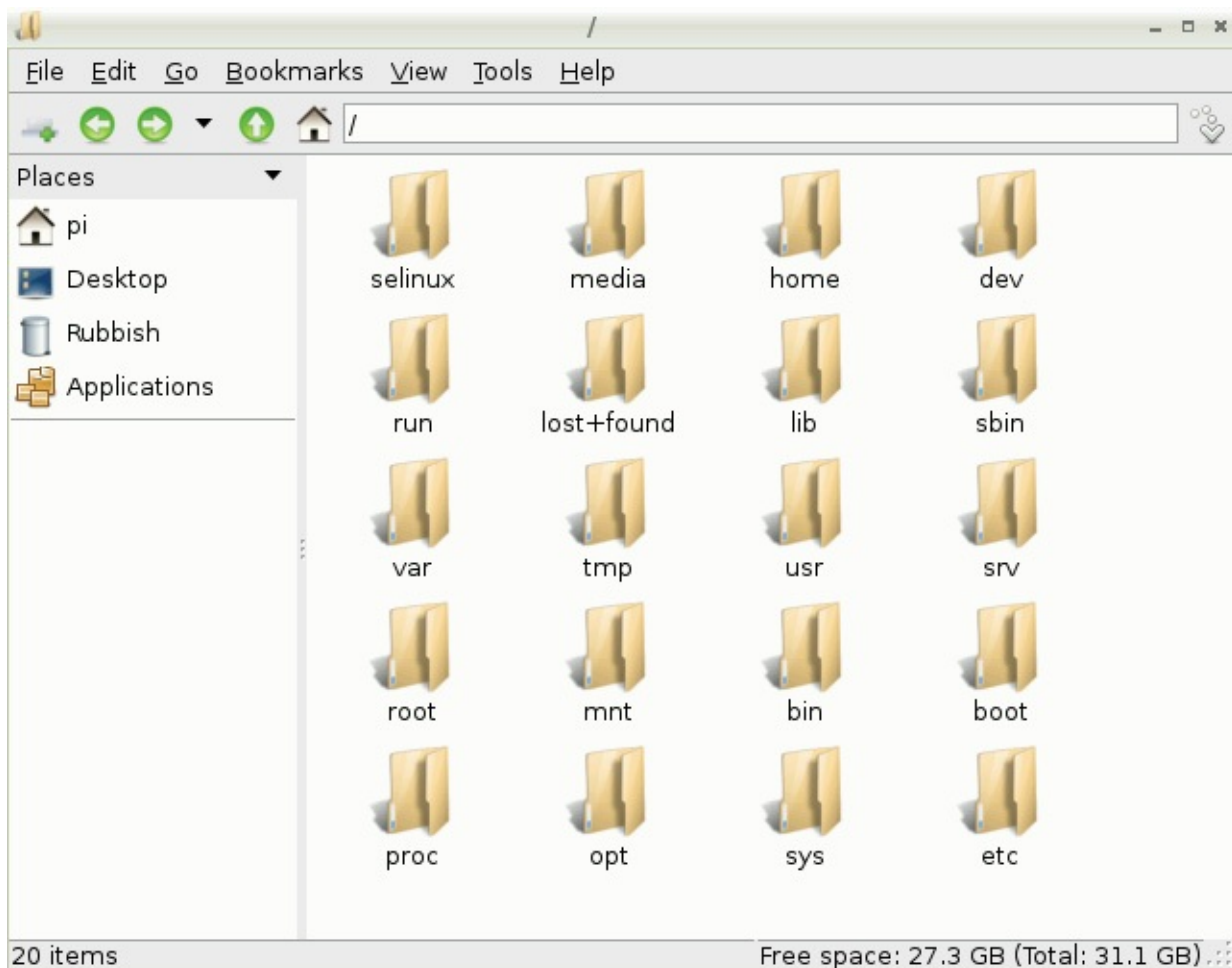 /
File Edit Go Bookmarks View Tools Help
/
Places
pi
Desktop
Rubbish
Applications
selinux media home dev
run lost+found lib sbin
var tmp usr srv
root mnt bin boot
proc opt sys etc
20 items Free space: 27.3 GB (Total: 31.1 GB)